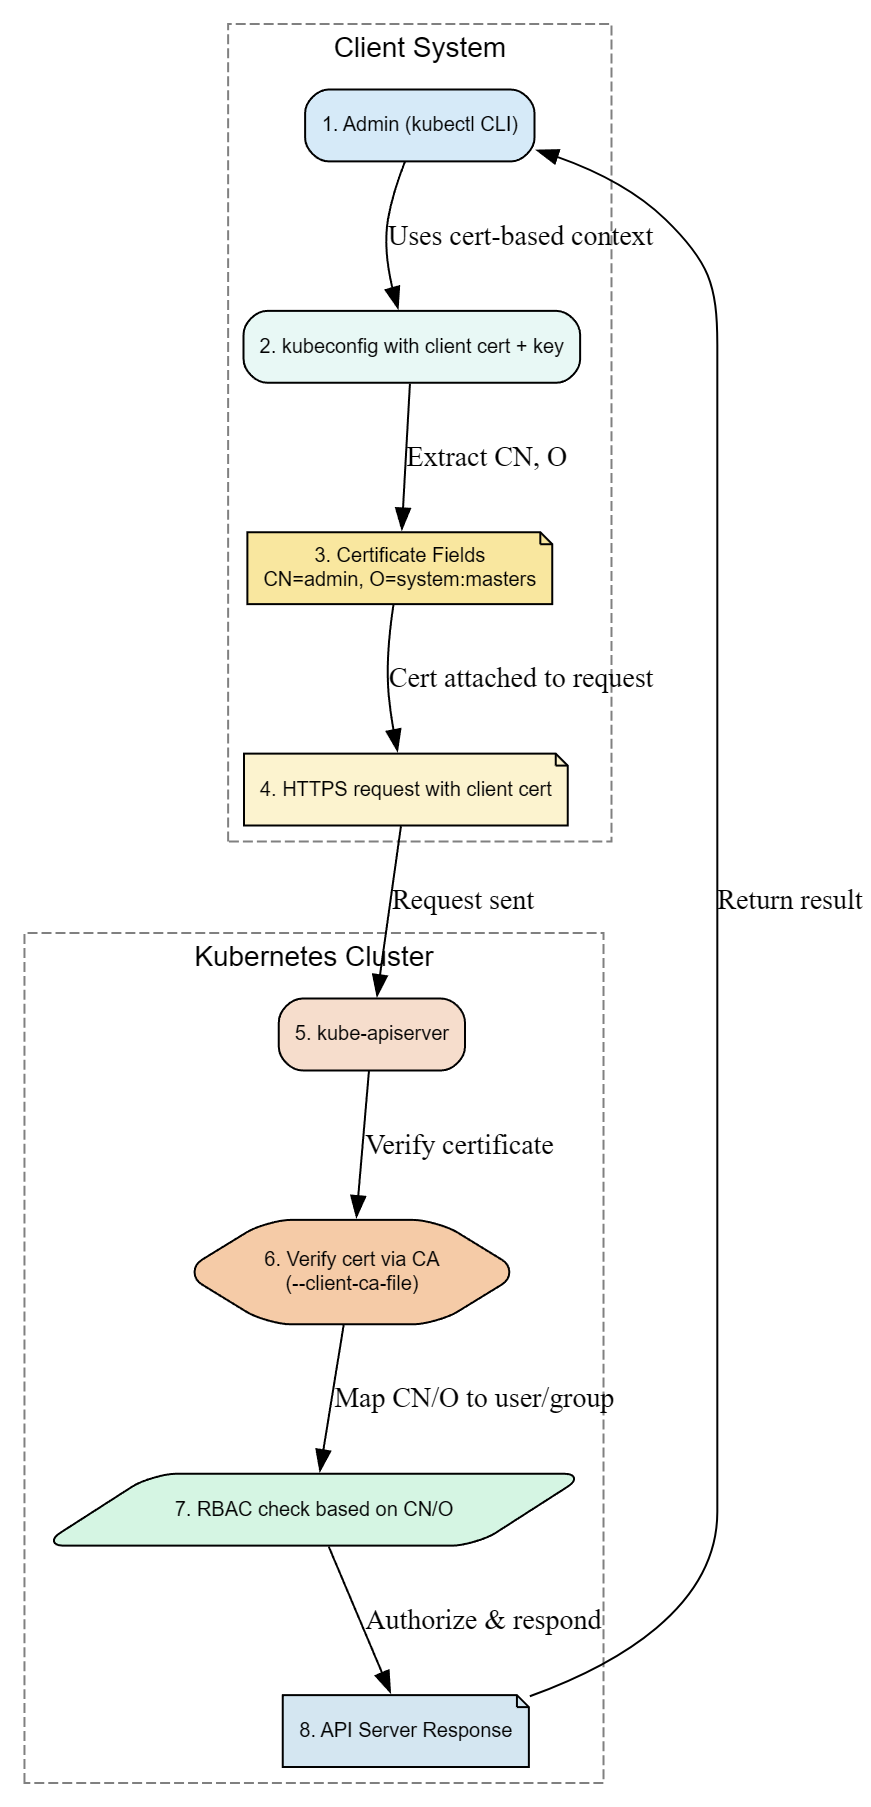 Client System
1. Admin (kubectl CLI)
Uses cert-based context
2. kubeconfig with client cert + key
Extract CN, O
3. Certificate Fields
CN=admin, O=system:masters
Cert attached to request
4. HTTPS request with client cert
Request sent
Return result
Kubernetes Cluster
5. kube-apiserver
Verify certificate
6. Verify cert via CA
(--client-ca-file)
Map CN/O to user/group
7. RBAC check based on CN/O
Authorize & respond
8. API Server Response